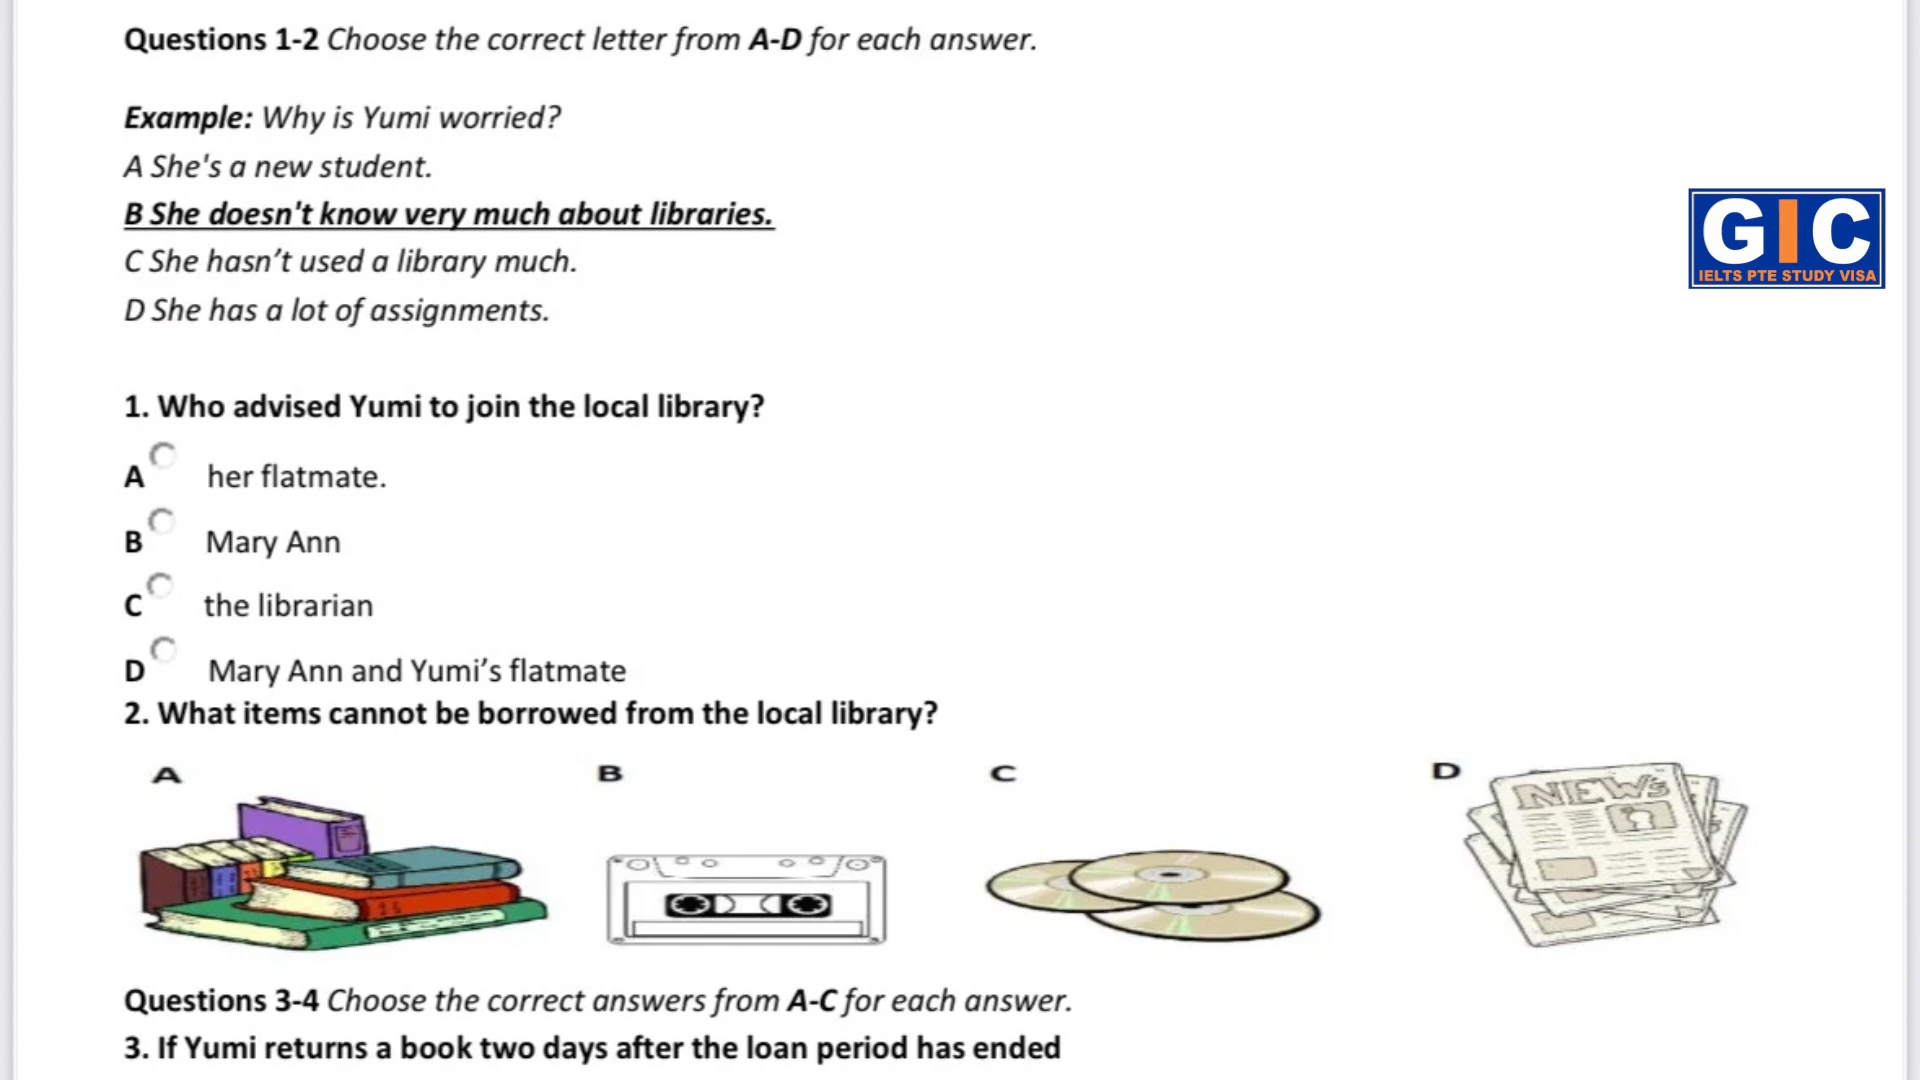 Questions 1-2 Choose the correct letter from A-D for each answer.
Example: Why is Yumi worried?
A She's a new student.
B She doesn't know very much about libraries.
C She hasn’t used a library much.
D She has a lot of assignments.
GIC
IELTS PTE STUDY VISA
1. Who advised Yumi to join the local library?
A her flatmate.
B Mary Ann
C the librarian
D Mary Ann and Yumi’s flatmate
2. What items cannot be borrowed from the local library?
A B C D
NEWS
Questions 3-4 Choose the correct answers from A-C for each answer.
3. If Yumi returns a book two days after the loan period has ended